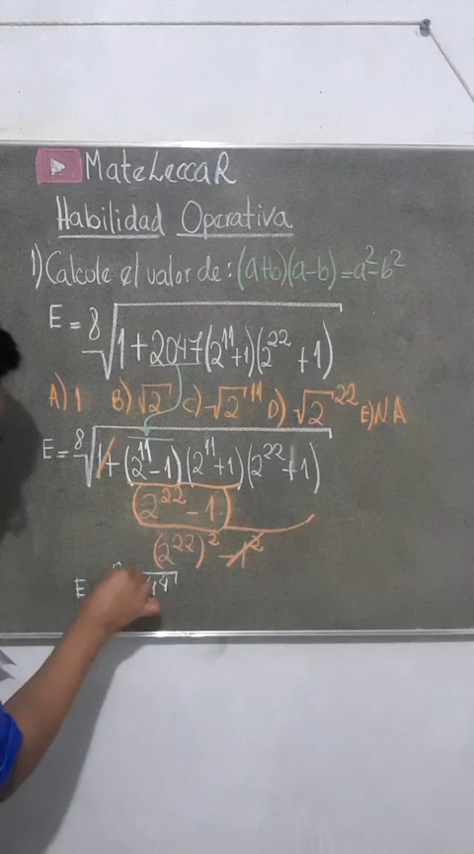 MateLeccaR
Habilidad Operativa
1) Calcule el valor de: (a+b)(a-b)=a²-b²
E = ⁸√(1+2047(2¹¹+1)(2²²+1))
A) 1 B) √2 C) √2¹¹ D) √2²² E) NA
E = ⁸√(1+(2¹¹-1)(2¹¹+1)(2²²+1))
(2²²-1)
(2²²)²-1²
E